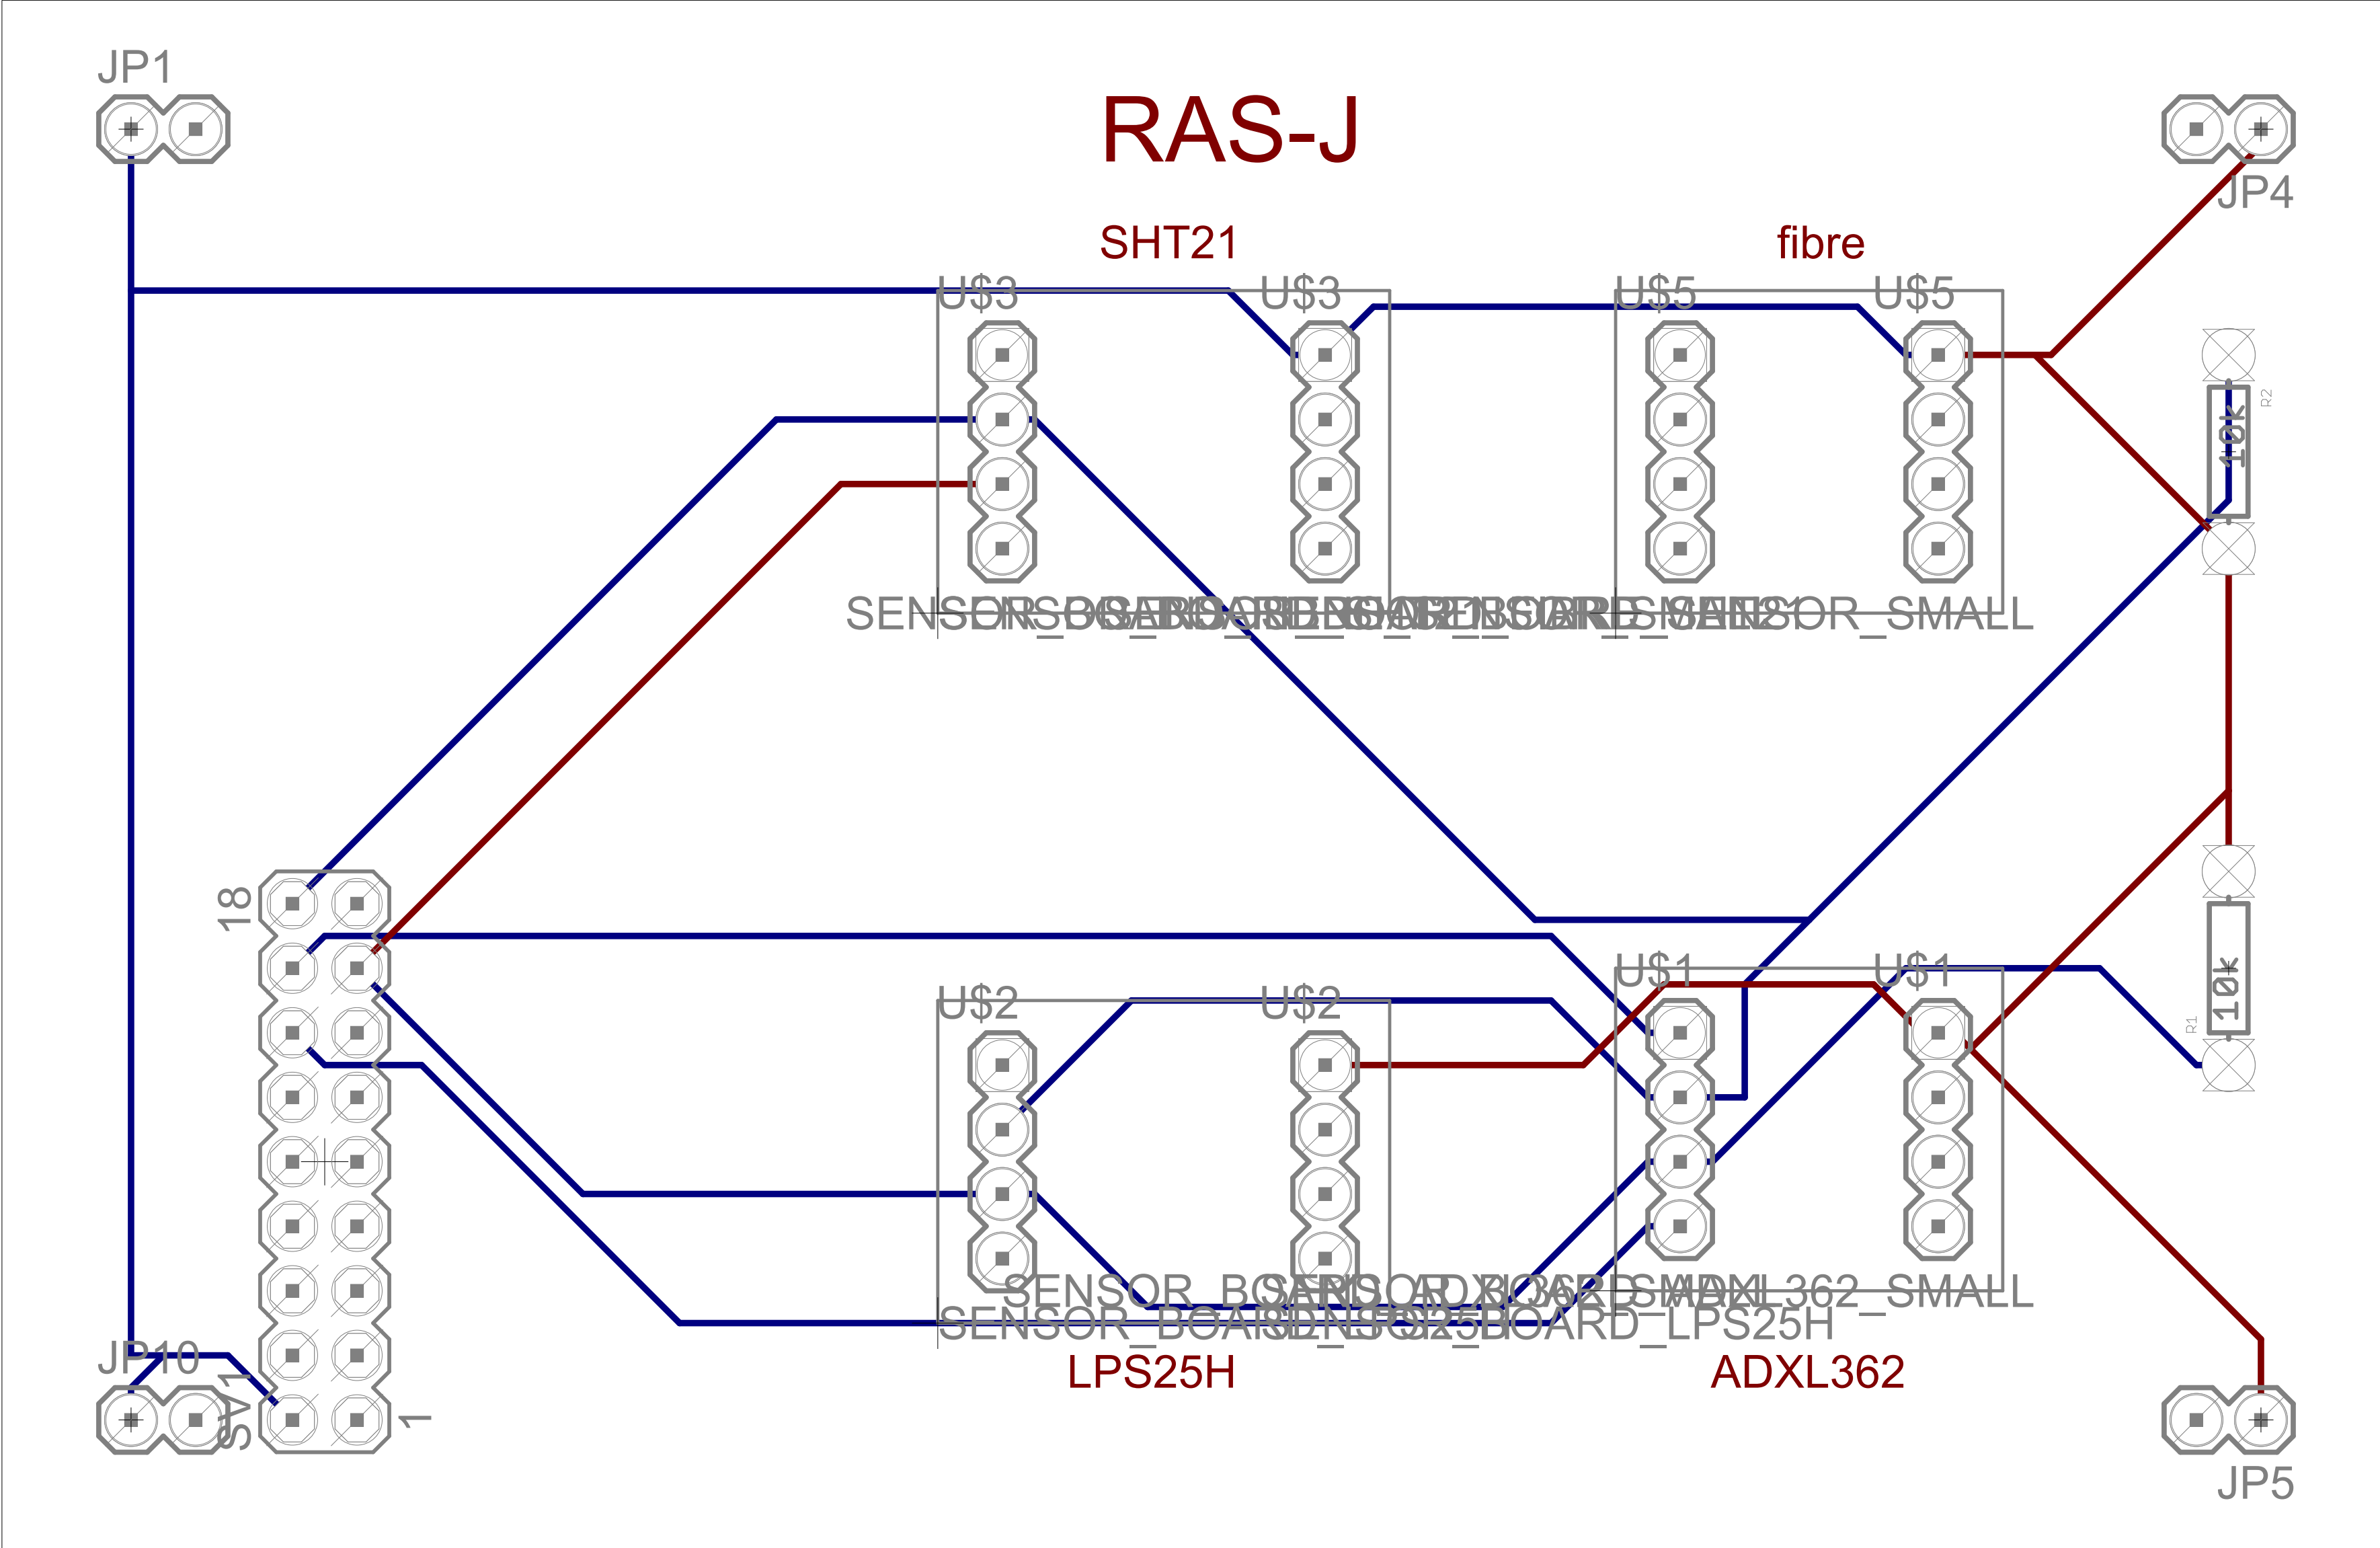 JP1
RAS-J
JP4
SHT21
fibre
U$3
U$3
U$5
U$5
10k
R2
18
U$2
U$2
U$1
U$1
10k
R1
SENSOR_BOARD_LPS25H
JP10
SV1
1
LPS25H
ADXL362
JP5